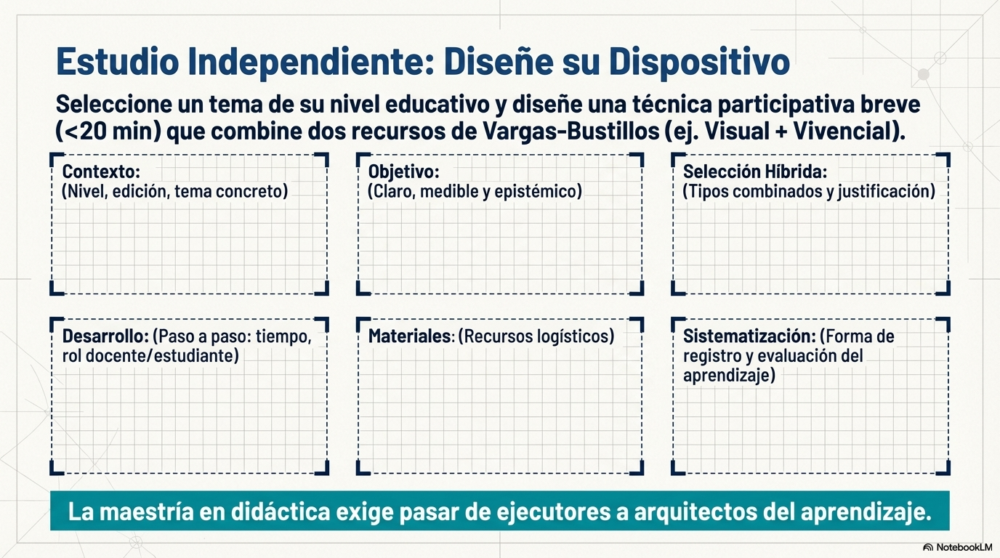 Estudio Independiente: Diseñe su Dispositivo
Seleccione un tema de su nivel educativo y diseñe una técnica participativa breve
(<20 min) que combine dos recursos de Vargas-Bustillos (ej. Visual + Vivencial).
Contexto:
(Nivel, edición, tema concreto)
Objetivo:
(Claro, medible y epistémico)
Selección Híbrida:
(Tipos combinados y justificación)
Desarrollo: (Paso a paso: tiempo,
rol docente/estudiante)
Materiales: (Recursos logísticos)
Sistematización: (Forma de
registro y evaluación del
aprendizaje)
La maestría en didáctica exige pasar de ejecutores a arquitectos del aprendizaje.
NotebookLM